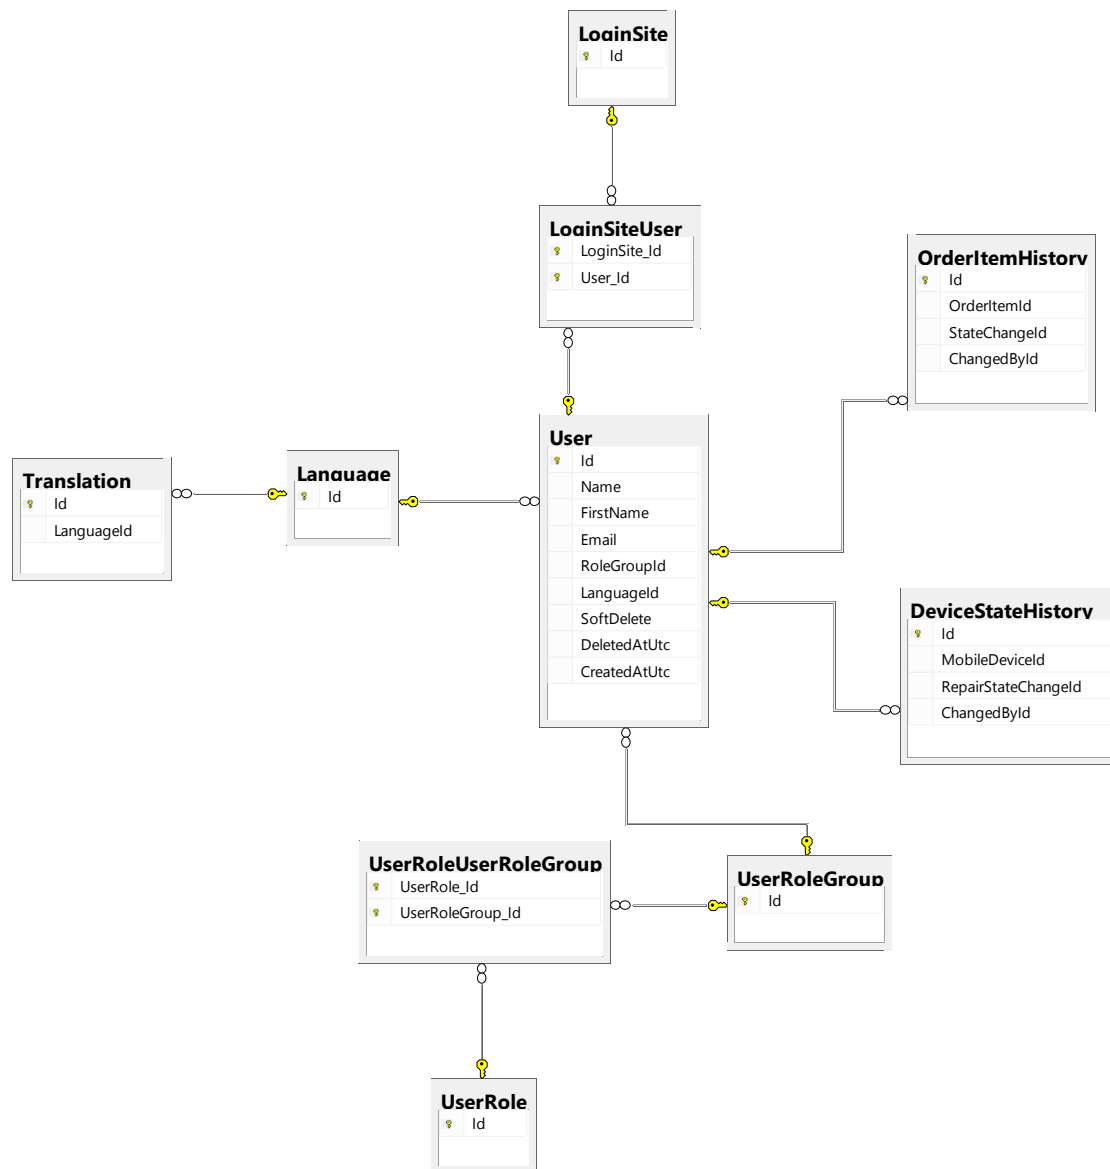 LoginSite
Id
LoginSiteUser
LoginSite_Id
User_Id
OrderItemHistory
Id
OrderItemId
StateChangeId
ChangedById
User
Id
Name
FirstName
Email
RoleGroupId
LanguageId
SoftDelete
DeletedAtUtc
CreatedAtUtc
Translation
Id
LanguageId
Language
Id
DeviceStateHistory
Id
MobileDeviceId
RepairStateChangeId
ChangedById
UserRoleUserRoleGroup
UserRole_Id
UserRoleGroup_Id
UserRoleGroup
Id
UserRole
Id